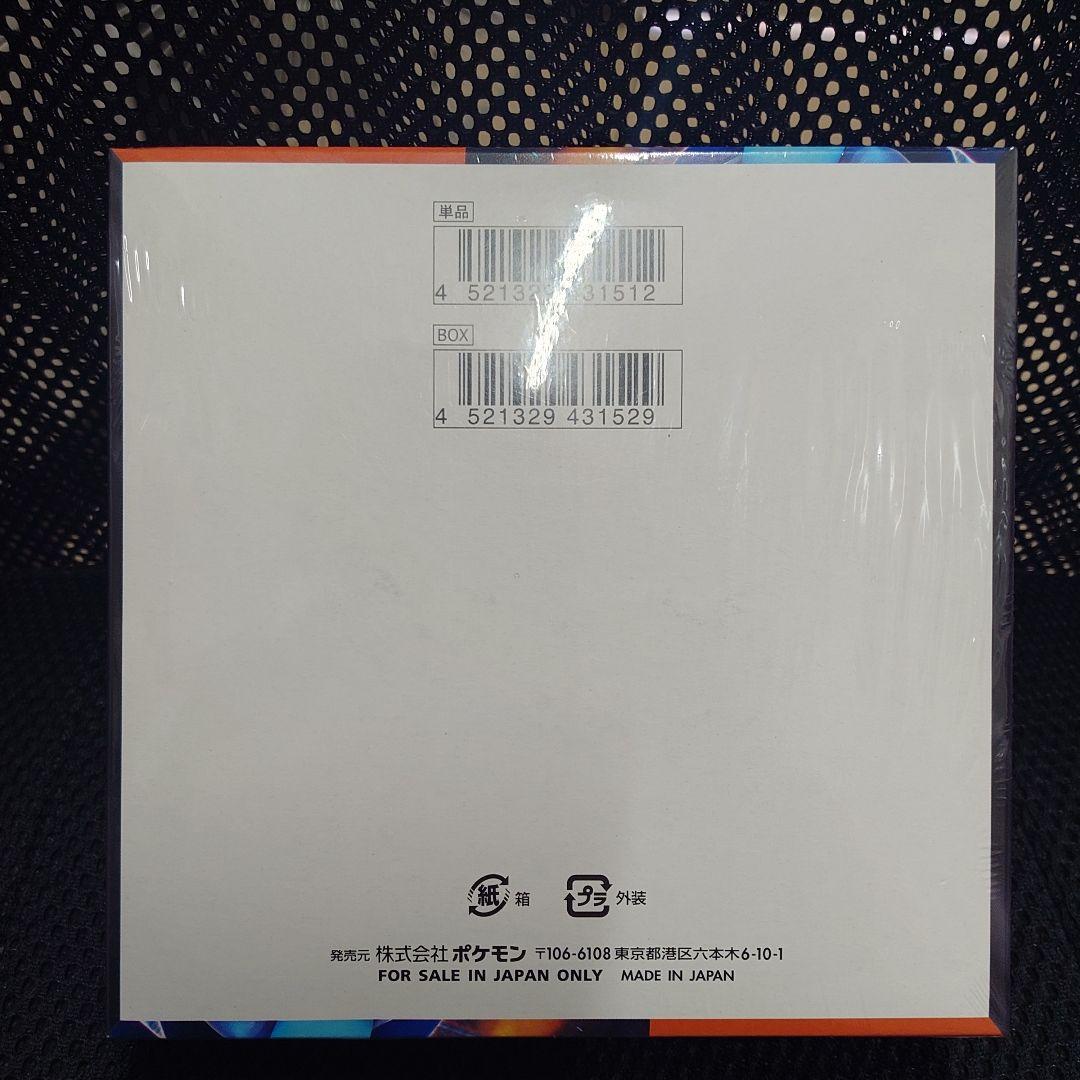 単品
4 521329 431512
BOX
4 521329 431529
紙 箱 プラ 外装
発売元 株式会社 ポケモン 〒106-6108 東京都港区六本木6-10-1
FOR SALE IN JAPAN ONLY MADE IN JAPAN